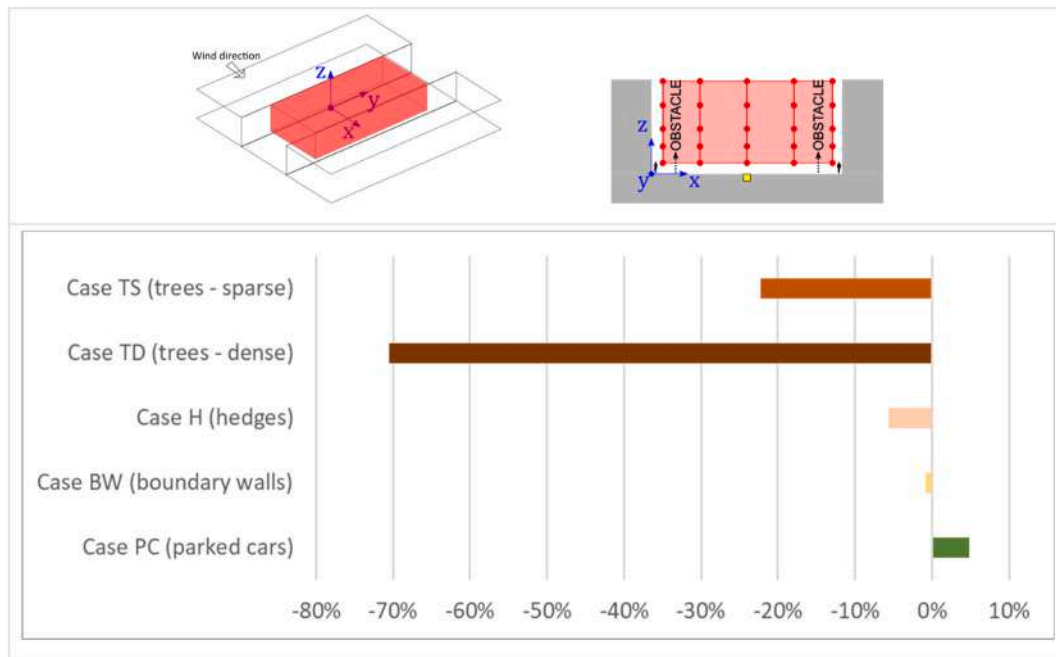 Wind direction
z
y
x
OBSTACLE
OBSTACLE
z
y
x
Case TS (trees - sparse)
Case TD (trees - dense)
Case H (hedges)
Case BW (boundary walls)
Case PC (parked cars)
-80% -70% -60% -50% -40% -30% -20% -10% 0% 10%